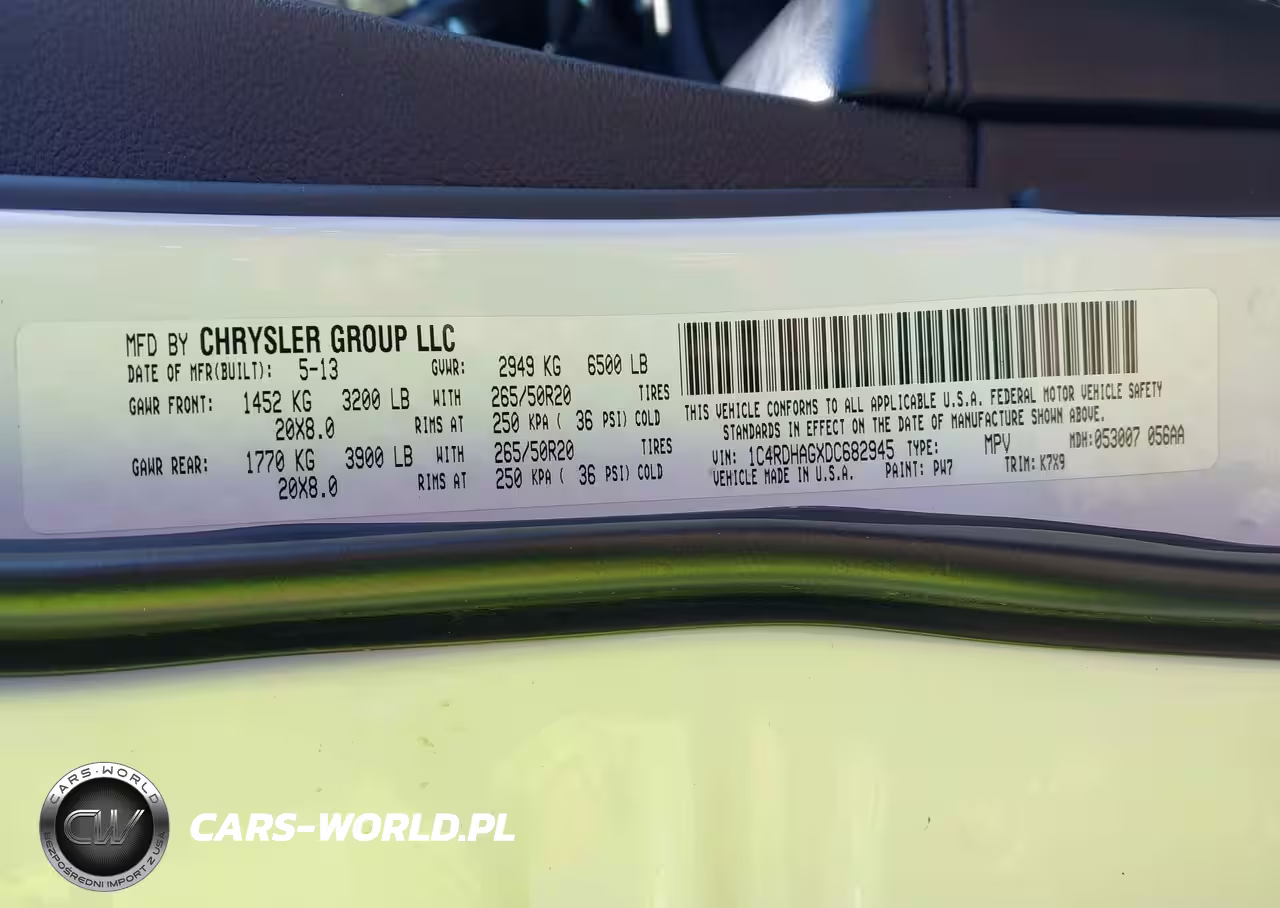 MFD BY CHRYSLER GROUP LLC
DATE OF MFR(BUILT): 5-13 GVWR: 2949 KG 6500 LB
GAWR FRONT: 1452 KG 3200 LB WITH 265/50R20 TIRES
20X8.0 RIMS AT 250 KPA ( 36 PSI) COLD
GAWR REAR: 1770 KG 3900 LB WITH 265/50R20 TIRES
20X8.0 RIMS AT 250 KPA ( 36 PSI) COLD
THIS VEHICLE CONFORMS TO ALL APPLICABLE U.S.A. FEDERAL MOTOR VEHICLE SAFETY
STANDARDS IN EFFECT ON THE DATE OF MANUFACTURE SHOWN ABOVE.
VIN: 1C4RDHAGXDC682945 TYPE: MPV MDH:053007 056AA
VEHICLE MADE IN U.S.A. PAINT: PW7 TRIM: K7X9
CARS-WORLD
CW
BEZPOŚREDNI IMPORT Z USA
CARS-WORLD.PL